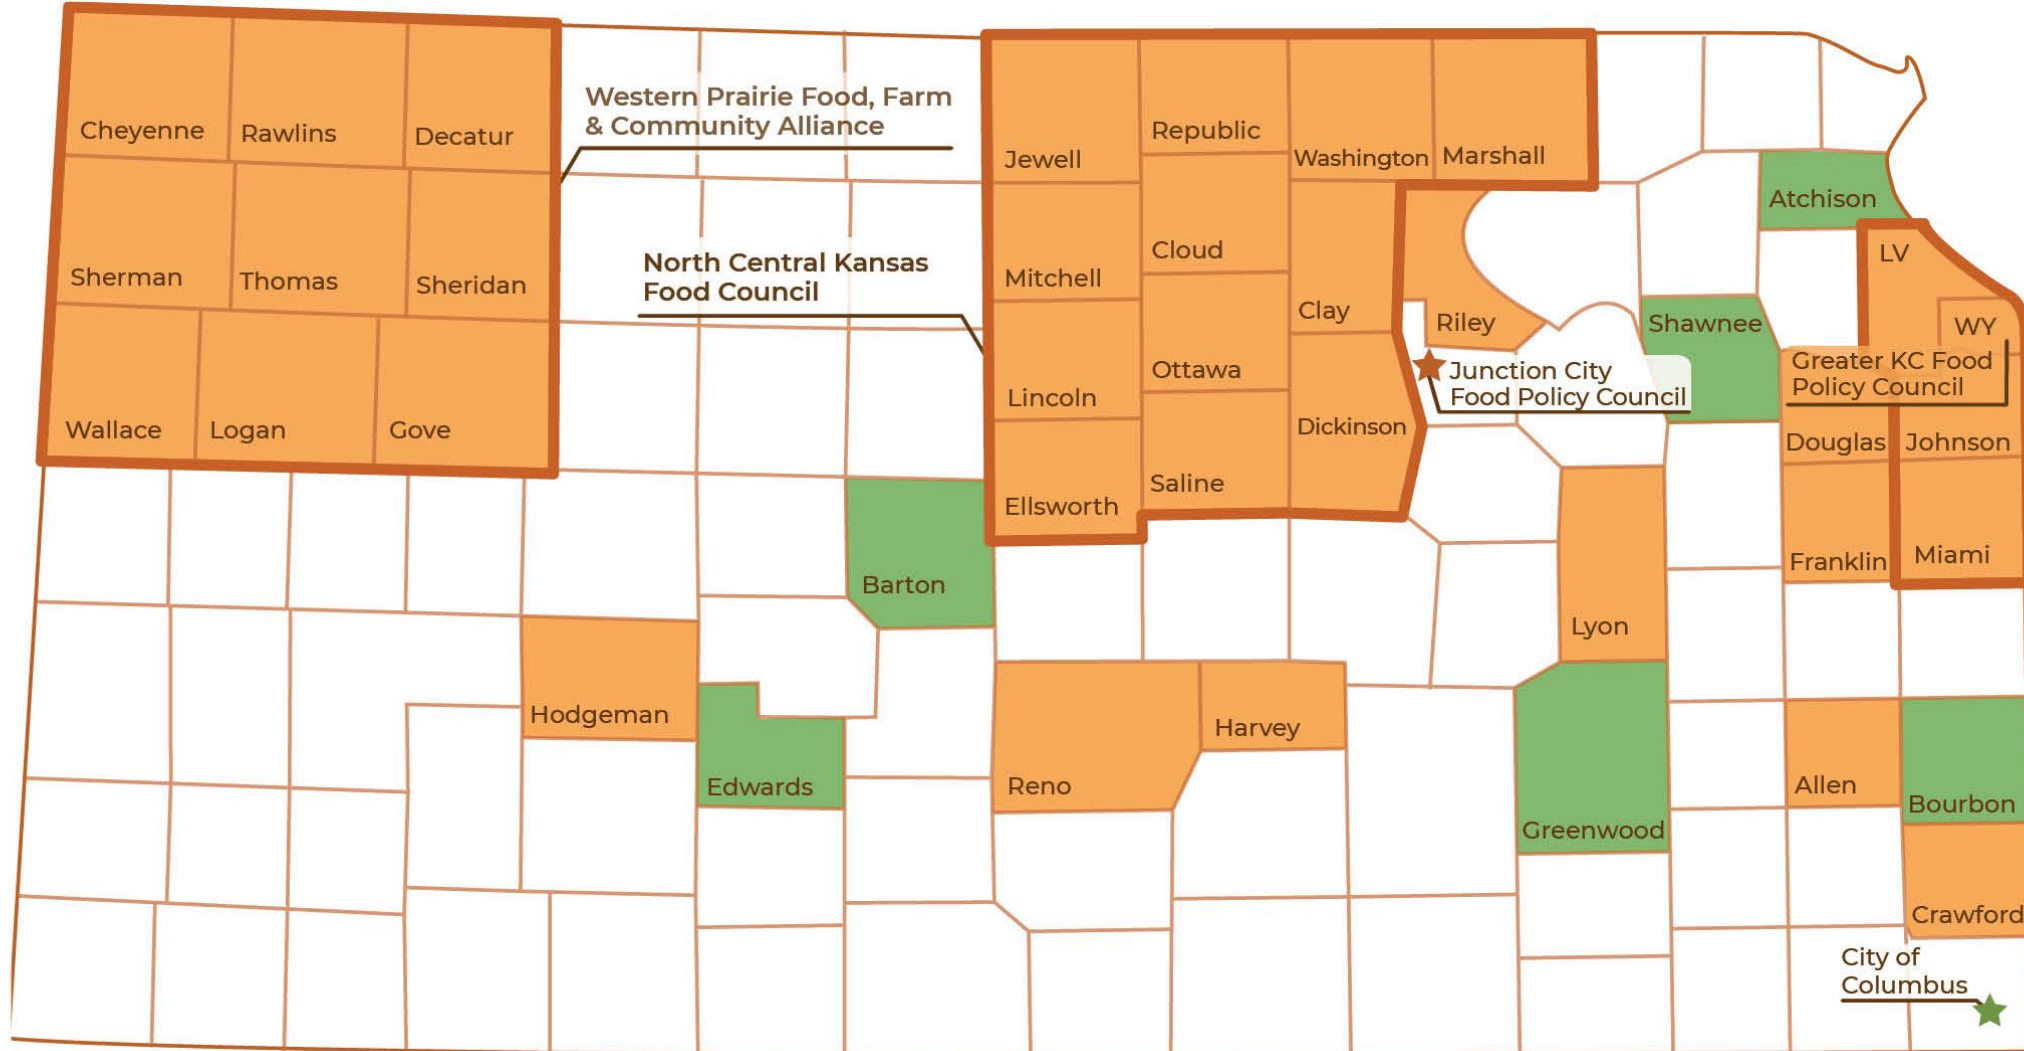 Western Prairie Food, Farm
& Community Alliance
Cheyenne
Rawlins
Decatur
Sherman
Thomas
Sheridan
Wallace
Logan
Gove
North Central Kansas
Food Council
Jewell
Republic
Washington
Marshall
Mitchell
Cloud
Clay
Lincoln
Ottawa
Dickinson
Ellsworth
Saline
Riley
Junction City
Food Policy Council
Atchison
Shawnee
LV
WY
Greater KC Food
Policy Council
Douglas
Johnson
Franklin
Miami
Barton
Lyon
Hodgeman
Edwards
Reno
Harvey
Greenwood
Allen
Bourbon
Crawford
City of
Columbus